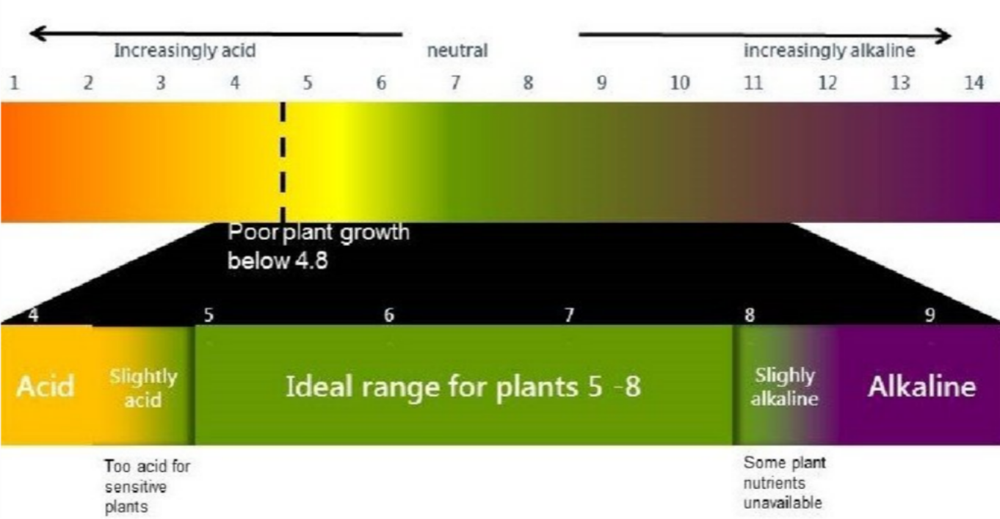 Increasingly acid neutral increasingly alkaline
1 2 3 4 5 6 7 8 9 10 11 12 13 14
Poor plant growth
below 4.8
4 5 6 7 8 9
Acid
Slightly
acid
Ideal range for plants 5 -8
Slighly
alkaline
Alkaline
Too acid for
sensitive
plants
Some plant
nutrients
unavailable